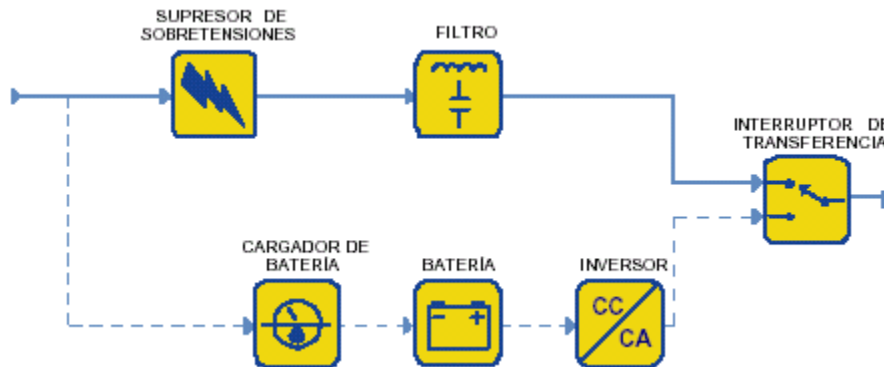 SUPRESOR DE
SOBRETENSIONES
FILTRO
INTERRUPTOR DE
TRANSFERENCIA
CARGADOR DE
BATERÍA
BATERÍA
INVERSOR
CC
CA